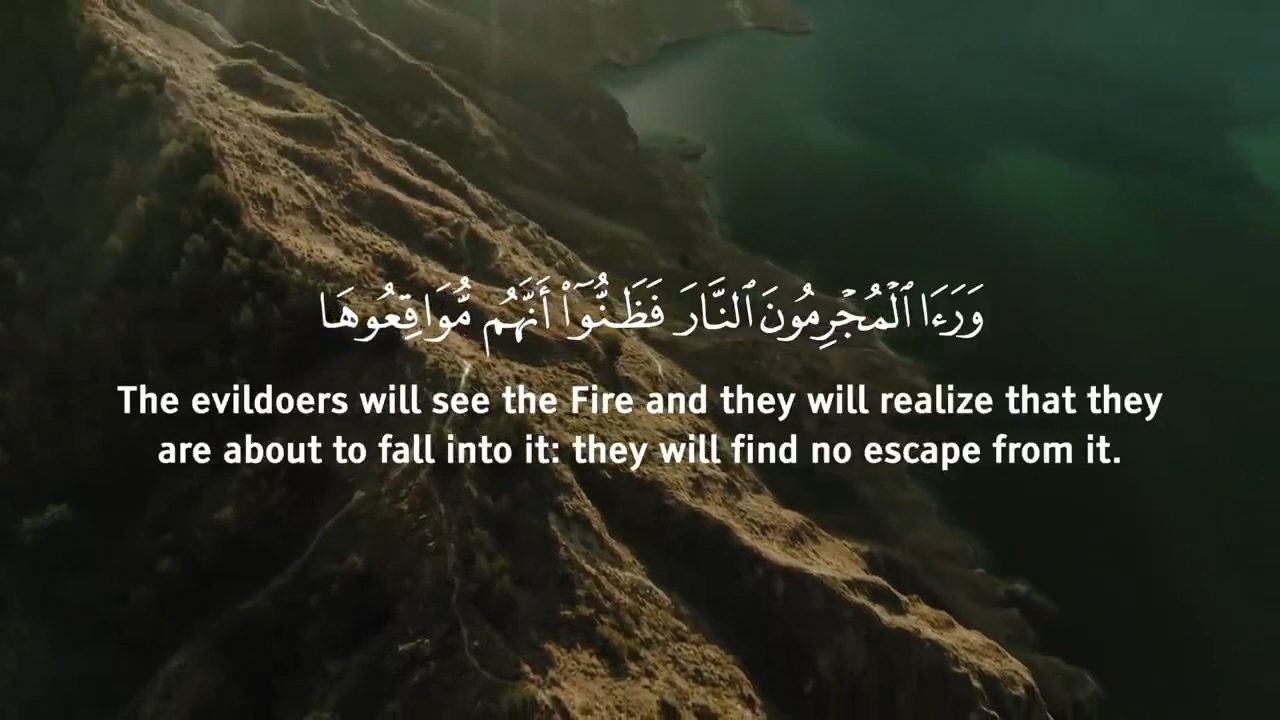 وَرَءَا ٱلْمُجْرِمُونَ ٱلنَّارَ فَظَنُّوٓا۟ أَنَّهُم مُّوَاقِعُوهَا
The evildoers will see the Fire and they will realize that they
are about to fall into it: they will find no escape from it.